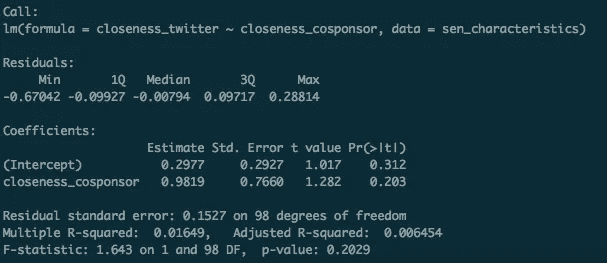 Call:
lm(formula = closeness_twitter ~ closeness_cosponsor, data = sen_characteristics)
Residuals:
Min 1Q Median 3Q Max
-0.67042 -0.09927 -0.00794 0.09717 0.28814
Coefficients:
Estimate Std. Error t value Pr(>|t|)
(Intercept) 0.2977 0.2927 1.017 0.312
closeness_cosponsor 0.9819 0.7660 1.282 0.203
Residual standard error: 0.1527 on 98 degrees of freedom
Multiple R-squared: 0.01649, Adjusted R-squared: 0.006454
F-statistic: 1.643 on 1 and 98 DF, p-value: 0.2029